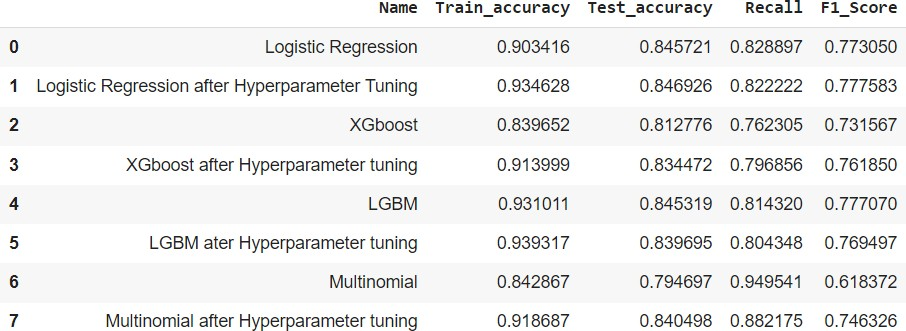 Name Train_accuracy Test_accuracy Recall F1_Score
0 Logistic Regression 0.903416 0.845721 0.828897 0.773050
1 Logistic Regression after Hyperparameter Tuning 0.934628 0.846926 0.822222 0.777583
2 XGboost 0.839652 0.812776 0.762305 0.731567
3 XGboost after Hyperparameter tuning 0.913999 0.834472 0.796856 0.761850
4 LGBM 0.931011 0.845319 0.814320 0.777070
5 LGBM ater Hyperparameter tuning 0.939317 0.839695 0.804348 0.769497
6 Multinomial 0.842867 0.794697 0.949541 0.618372
7 Multinomial after Hyperparameter tuning 0.918687 0.840498 0.882175 0.746326